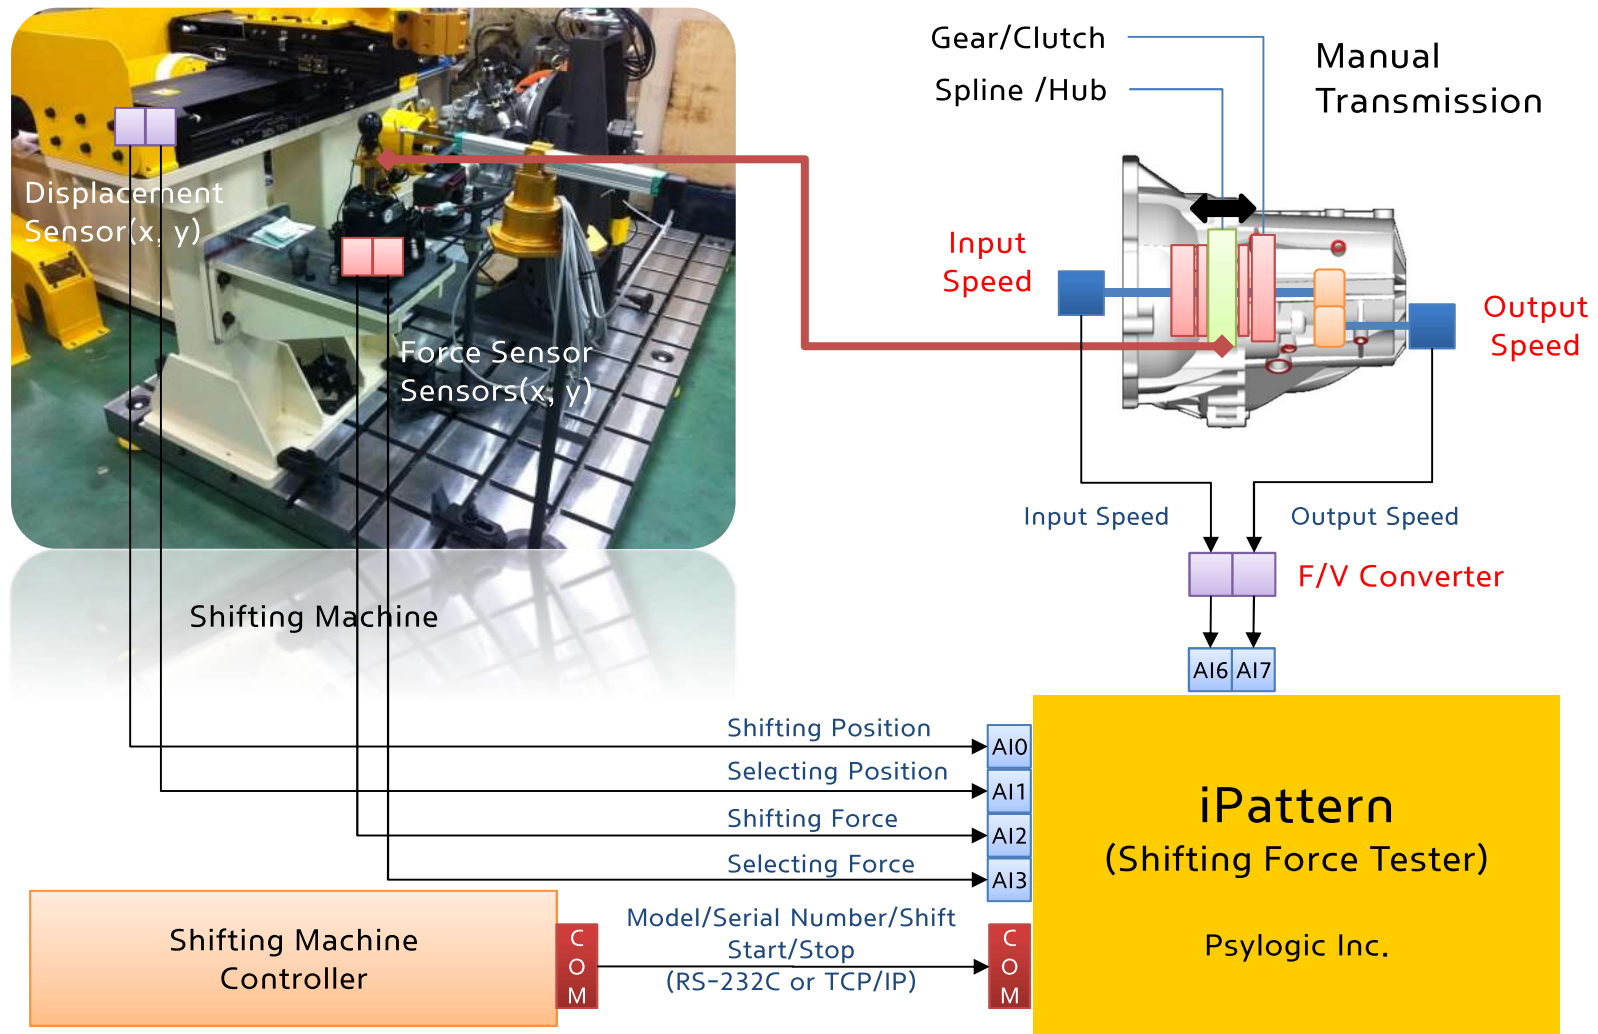 Gear/Clutch
Spline /Hub
Manual
Transmission
Displacement
Sensor(x, y)
Force Sensor
Sensors(x, y)
Input
Speed
Output
Speed
Input Speed
Output Speed
F/V Converter
Shifting Machine
AI6
AI7
Shifting Position
AI0
Selecting Position
AI1
Shifting Force
AI2
Selecting Force
AI3
iPattern
(Shifting Force Tester)
Psylogic Inc.
Shifting Machine
Controller
COM
Model/Serial Number/Shift
Start/Stop
(RS-232C or TCP/IP)
COM